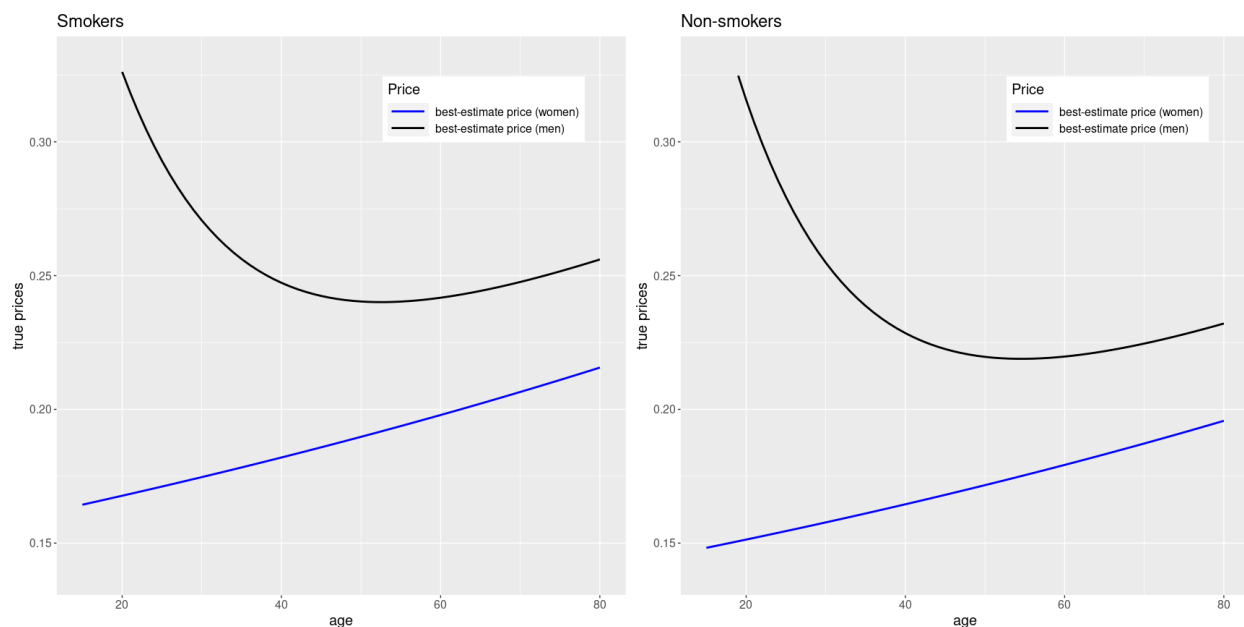 Smokers
Price
best-estimate price (women)
best-estimate price (men)
true prices
0.30
0.25
0.20
0.15
20 40 60 80
age
Non-smokers
Price
best-estimate price (women)
best-estimate price (men)
true prices
0.30
0.25
0.20
0.15
20 40 60 80
age